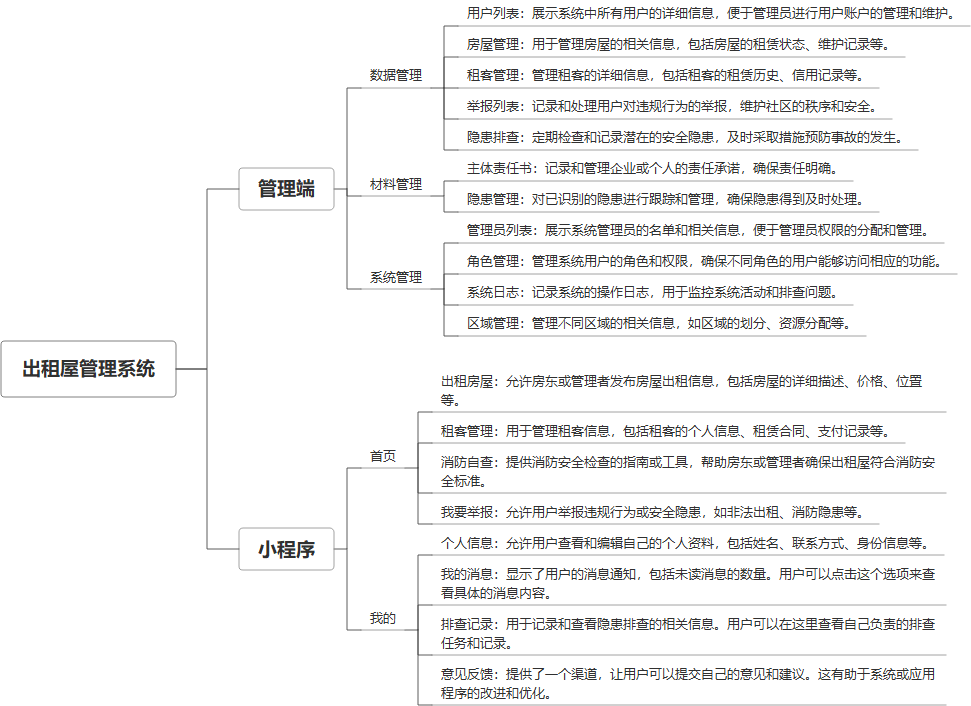 用户列表：展示系统中所有用户的详细信息，便于管理员进行用户账户的管理和维护。
房屋管理：用于管理房屋的相关信息，包括房屋的租赁状态、维护记录等。
数据管理
租客管理：管理租客的详细信息，包括租客的租赁历史、信用记录等。
举报列表：记录和处理用户对违规行为的举报，维护社区的秩序和安全。
隐患排查：定期检查和记录潜在的安全隐患，及时采取措施预防事故的发生。
管理端
材料管理
主体责任书：记录和管理企业或个人的责任承诺，确保责任明确。
隐患管理：对已识别的隐患进行跟踪和管理，确保隐患得到及时处理。
系统管理
管理员列表：展示系统管理员的名单和相关信息，便于管理员权限的分配和管理。
角色管理：管理系统用户的角色和权限，确保不同角色的用户能够访问相应的功能。
系统日志：记录系统的操作日志，用于监控系统活动和排查问题。
区域管理：管理不同区域的相关信息，如区域的划分、资源分配等。
出租屋管理系统
出租房屋：允许房东或管理者发布房屋出租信息，包括房屋的详细描述、价格、位置
等。
租客管理：用于管理租客信息，包括租客的个人信息、租赁合同、支付记录等。
首页
消防自查：提供消防安全检查的指南或工具，帮助房东或管理者确保出租屋符合消防安
全标准。
我要举报：允许用户举报违规行为或安全隐患，如非法出租、消防隐患等。
小程序
个人信息：允许用户查看和编辑自己的个人资料，包括姓名、联系方式、身份信息等。
我的消息：显示了用户的消息通知，包括未读消息的数量。用户可以点击这个选项来查
看具体的消息内容。
我的
排查记录：用于记录和查看隐患排查的相关信息。用户可以在这里查看自己负责的排查
任务和记录。
意见反馈：提供了一个渠道，让用户可以提交自己的意见和建议。这有助于系统或应用
程序的改进和优化。